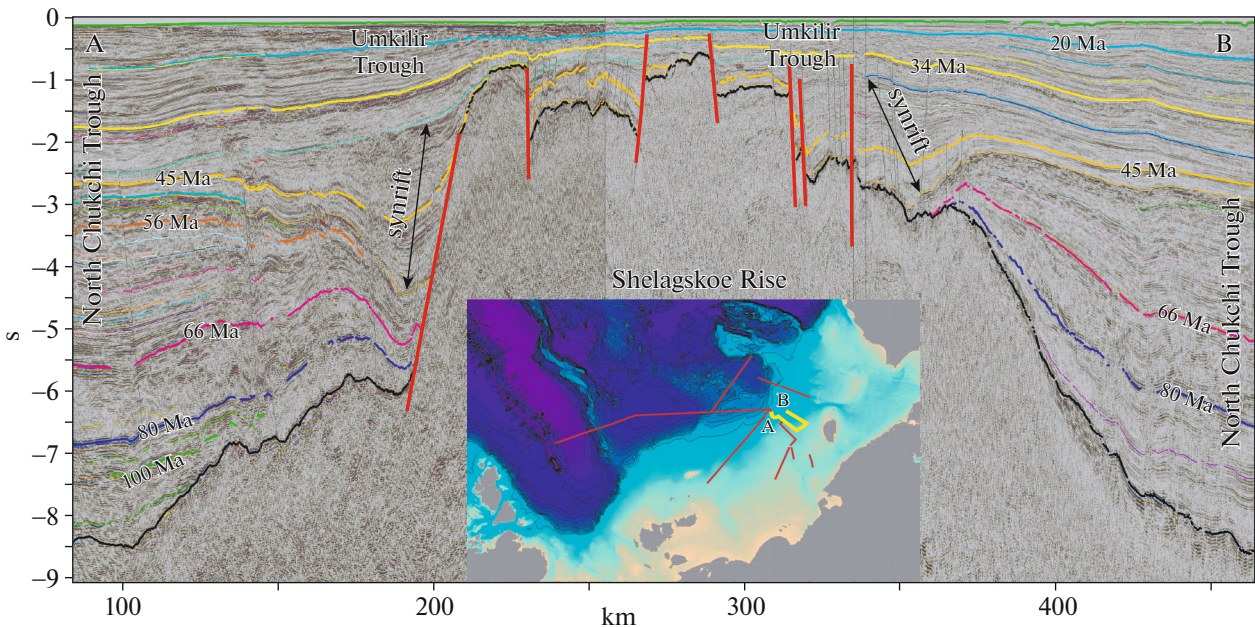 0
−1
−2
−3
−4
−5
−6
−7
−8
−9
s
A
B
Umkilir
Trough
Umkilir
Trough
20 Ma
34 Ma
synrift
synrift
North Chukchi Trough
North Chukchi Trough
45 Ma
45 Ma
56 Ma
66 Ma
66 Ma
80 Ma
80 Ma
100 Ma
Shelagskoe Rise
B
A
100
200
300
400
km